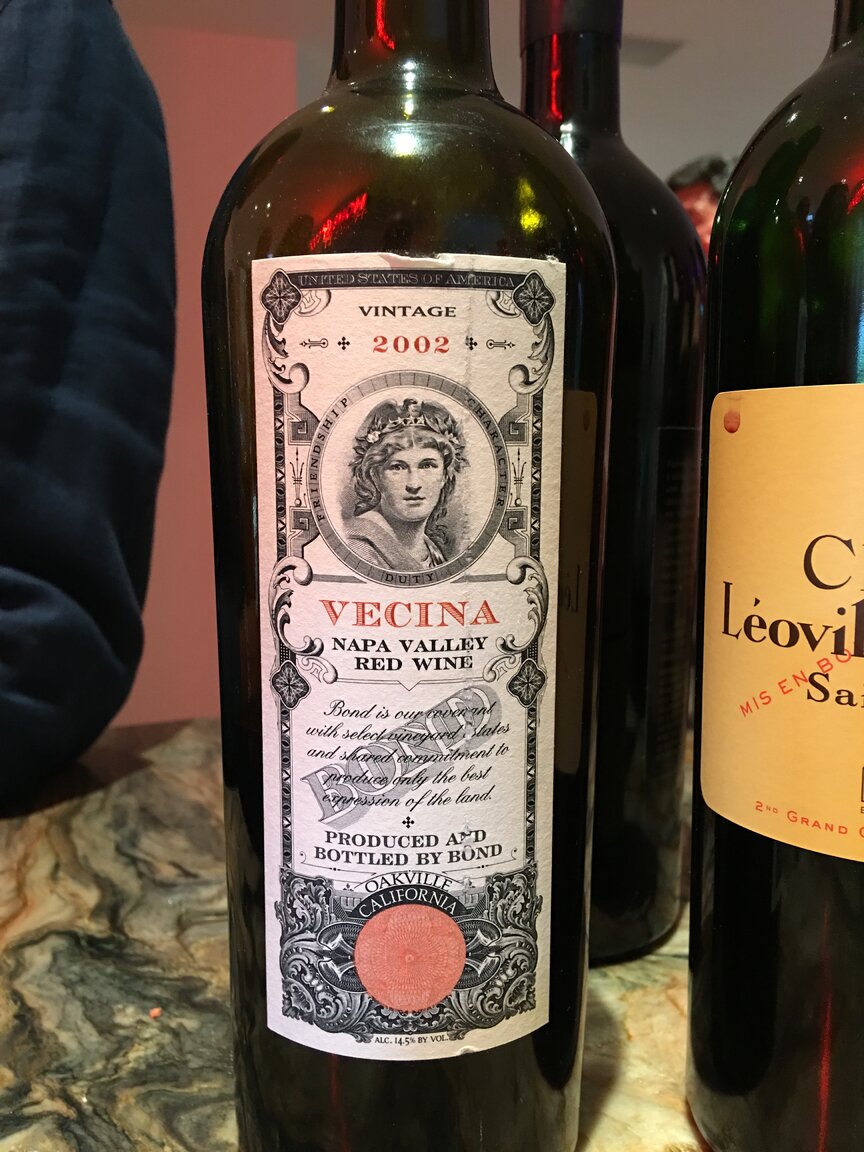 UNITED STATES OF AMERICA
VINTAGE
2002
FRIENDSHIP
CHARACTER
DUTY
VECINA
NAPA VALLEY
RED WINE
BOND
Bond is our covenant
with select vineyard estates
and shared commitment to
produce only the best
expression of the land.
PRODUCED AND
BOTTLED BY BOND
OAKVILLE
CALIFORNIA
ALC. 14.5% BY VOL.
Léovil
MIS EN BO
Sa
2ND GRAND